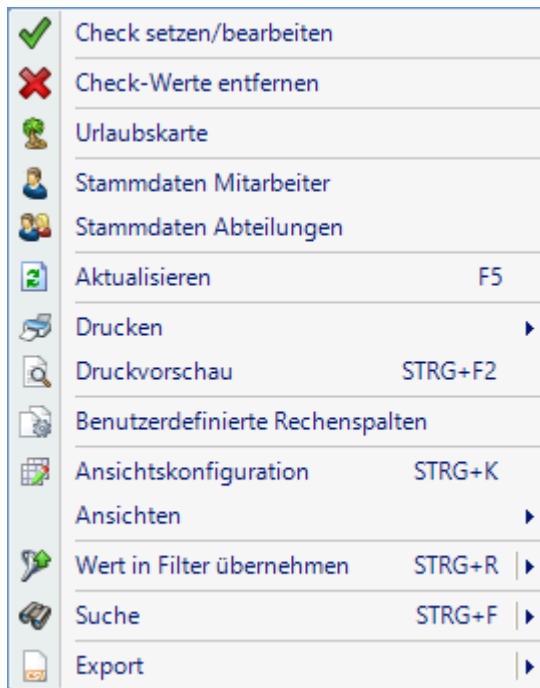 Check setzen/bearbeiten
Check-Werte entfernen
Urlaubskarte
Stammdaten Mitarbeiter
Stammdaten Abteilungen
Aktualisieren F5
Drucken
Druckvorschau STRG+F2
Benutzerdefinierte Rechenspalten
Ansichtskonfiguration STRG+K
Ansichten
Wert in Filter übernehmen STRG+R
Suche STRG+F
Export